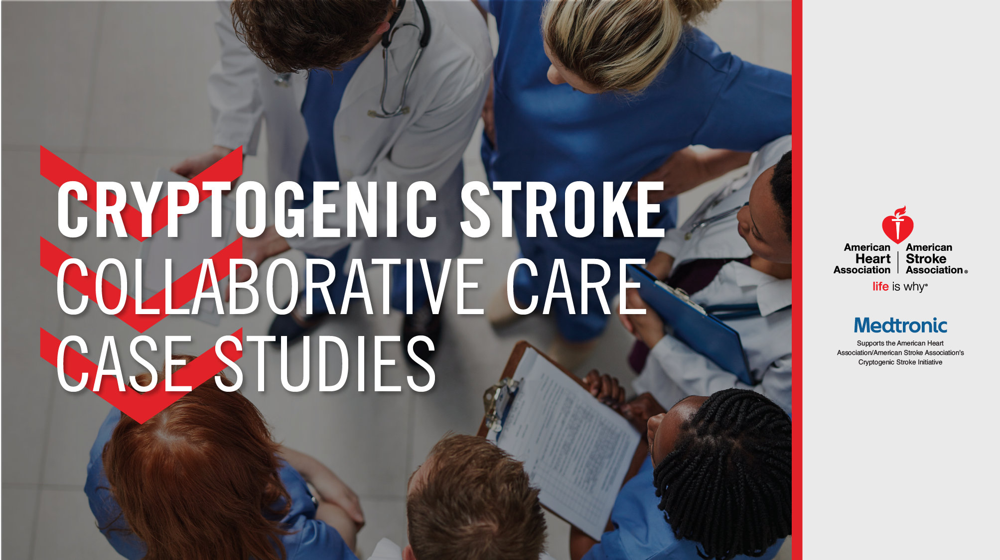 CRYPTOGENIC STROKE
COLLABORATIVE CARE
CASE STUDIES
American
Heart
Association
American
Stroke
Association®
life is why®
Medtronic
Supports the American Heart
Association/American Stroke Association's
Cryptogenic Stroke Initiative